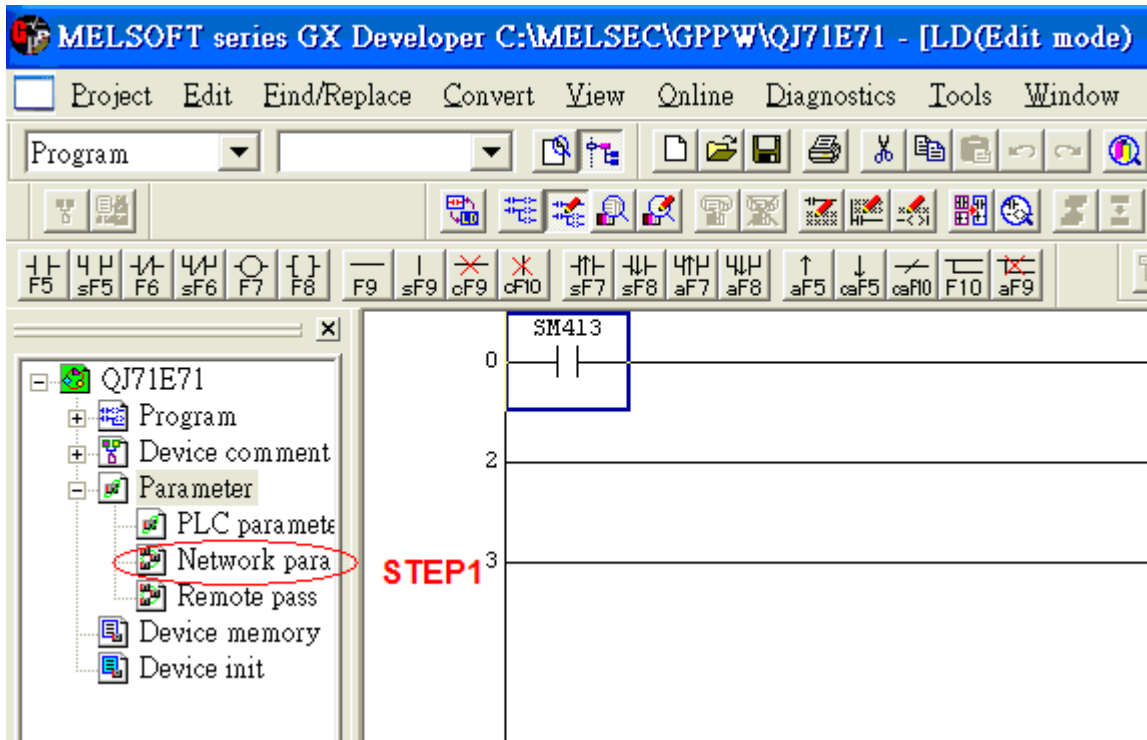 MELSOFT series GX Developer C:\MELSEC\GPPW\QJ71E71 - [LD(Edit mode)
Project Edit Find/Replace Convert View Online Diagnostics Tools Window
Program
F5 sF5 F6 sF6 F7 F8 F9 sF9 cF9 cF10 sF7 sF8 aF7 aF8 aF5 caF5 caF10 F10 aF9
SM413
0
QJ71E71
Program
Device comment
2
Parameter
PLC paramete
Network para
STEP1 3
Remote pass
Device memory
Device init